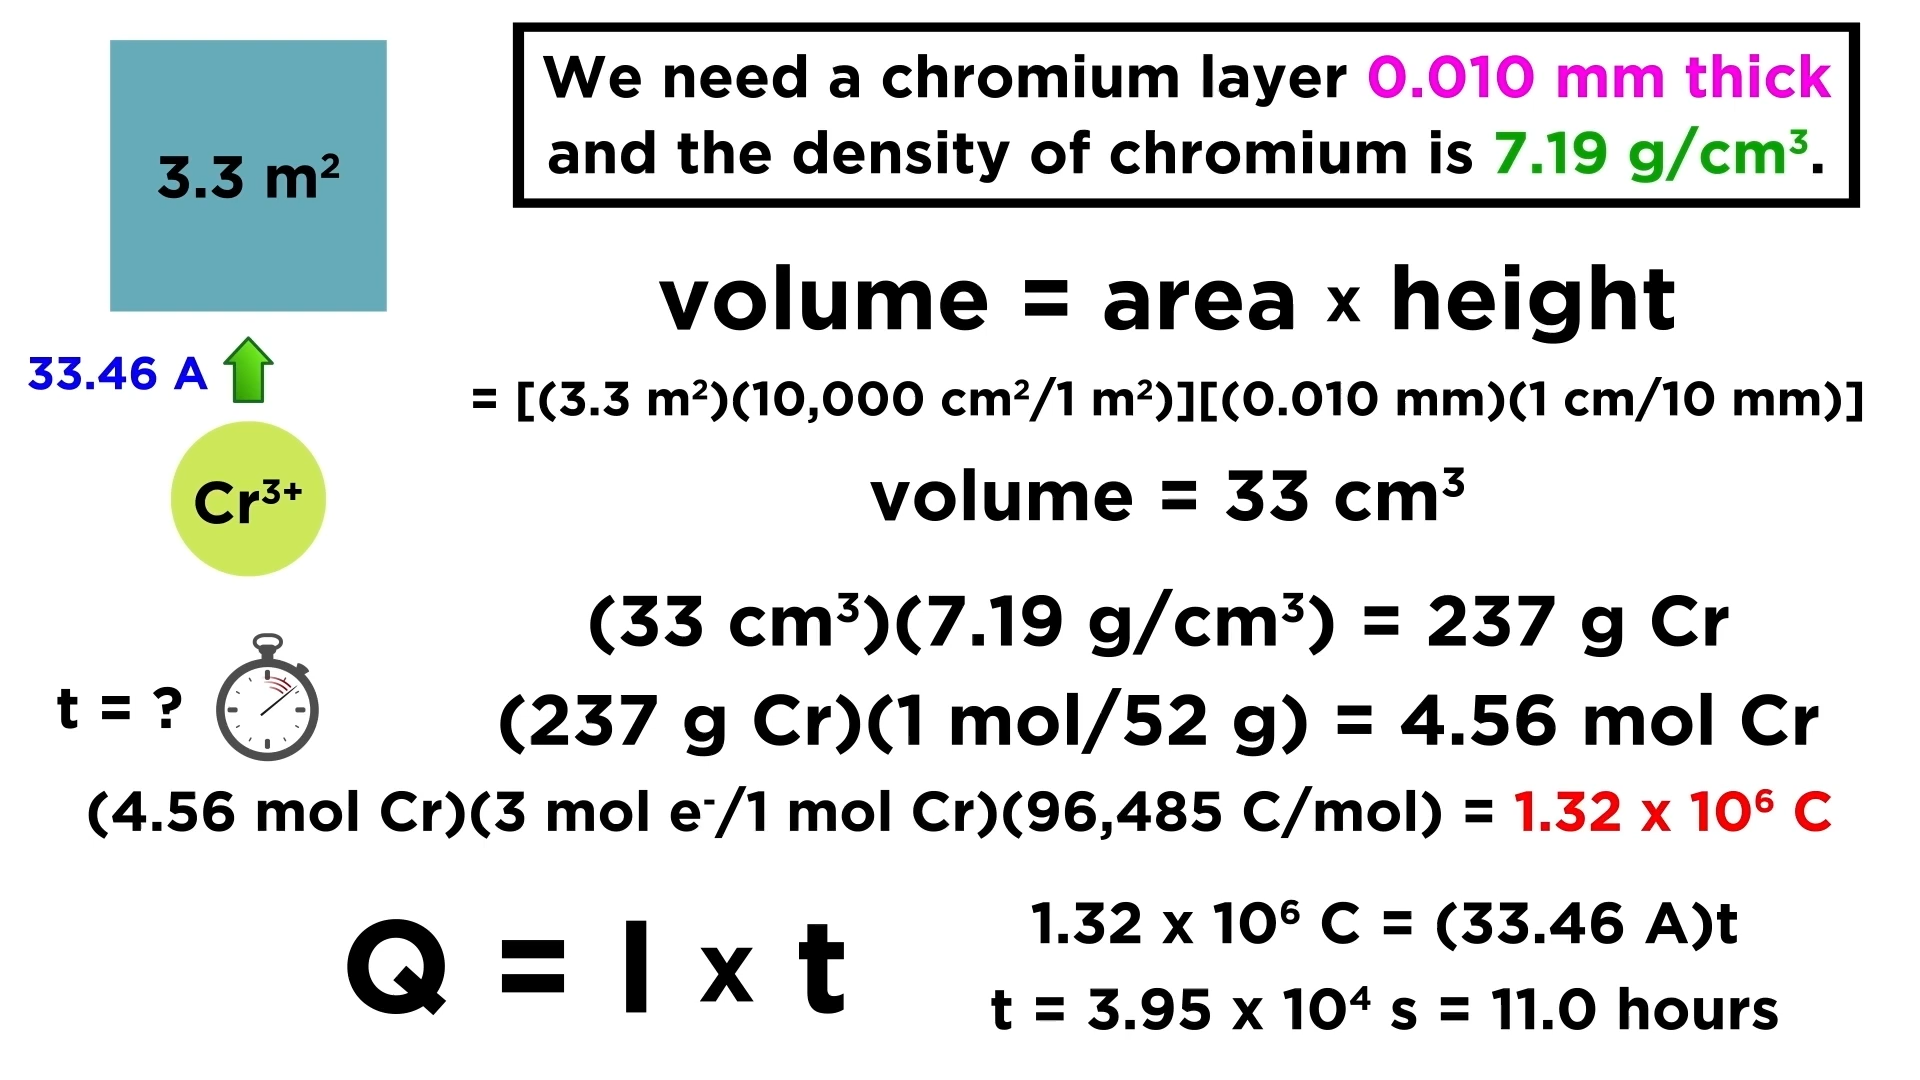 3.3 m²
We need a chromium layer 0.010 mm thick
and the density of chromium is 7.19 g/cm³.
volume = area x height
33.46 A
= [(3.3 m²)(10,000 cm²/1 m²)][(0.010 mm)(1 cm/10 mm)]
Cr³⁺
volume = 33 cm³
(33 cm³)(7.19 g/cm³) = 237 g Cr
t = ?
(237 g Cr)(1 mol/52 g) = 4.56 mol Cr
(4.56 mol Cr)(3 mol e⁻/1 mol Cr)(96,485 C/mol) = 1.32 x 10⁶ C
Q = I x t
1.32 x 10⁶ C = (33.46 A)t
t = 3.95 x 10⁴ s = 11.0 hours